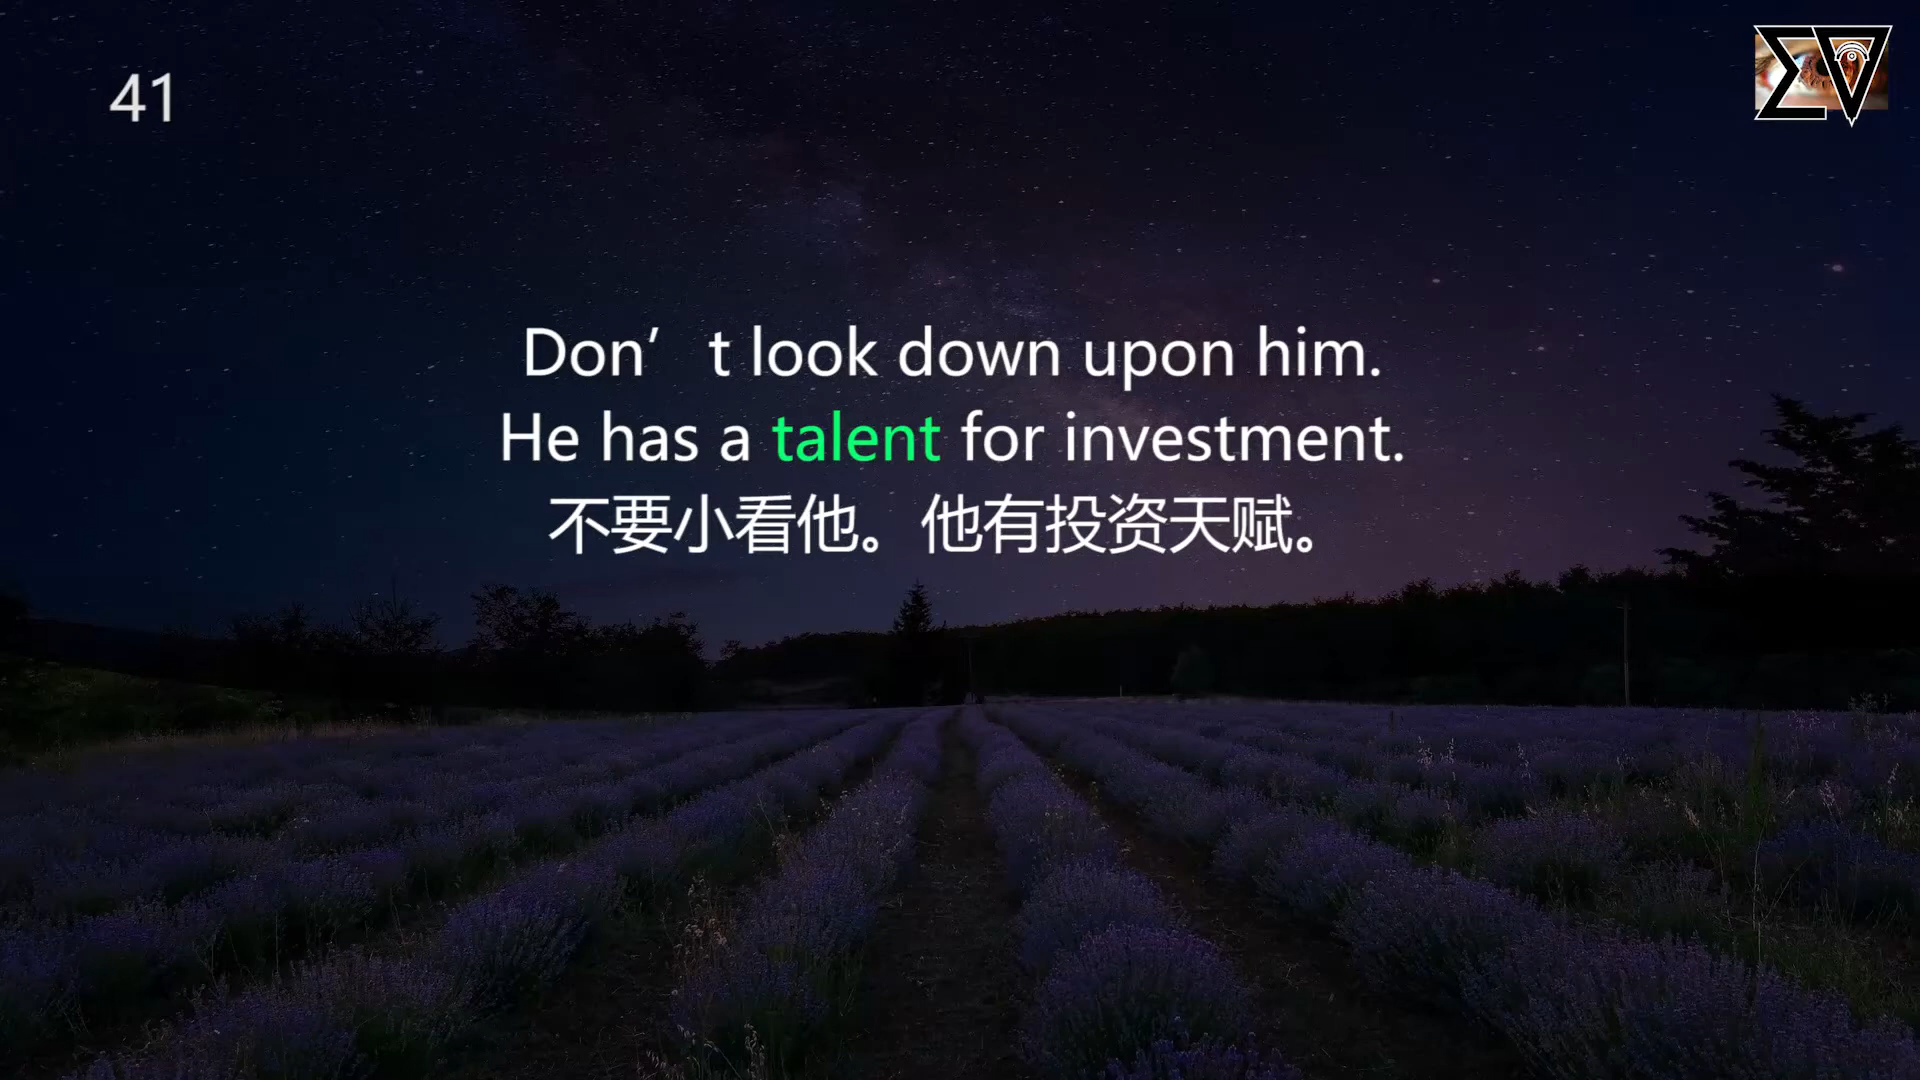 41
Don’t look down upon him.
He has a talent for investment.
不要小看他。他有投资天赋。